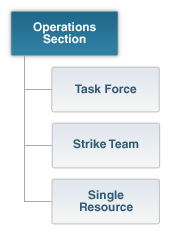 Operations
Section
Task Force
Strike Team
Single
Resource